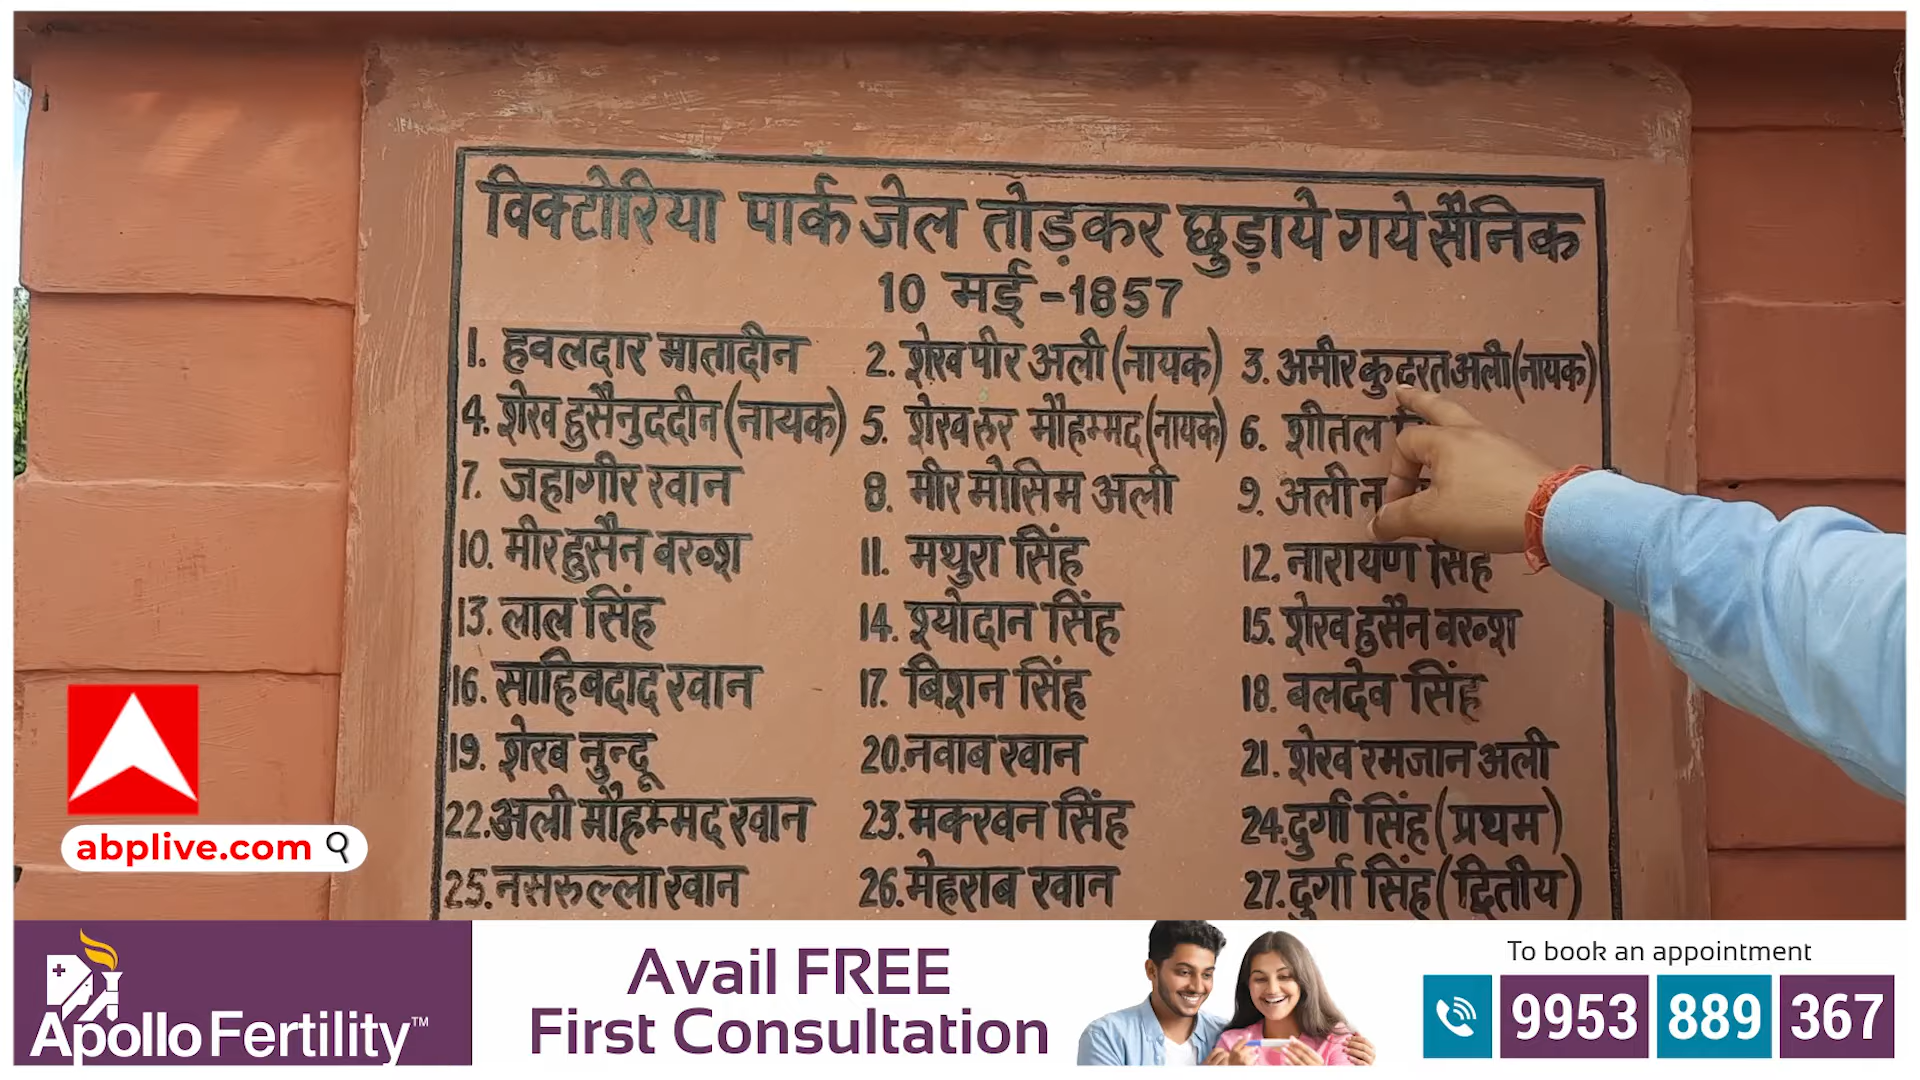 विक्टोरिया पार्क जेल तोड़कर छुड़ाये गये सैनिक
10 मई -1857
1. हवलदार मातादीन 2. शेख पीर अली (नायक) 3. अमीर कुदरत अली (नायक)
4. शेख हुसैनुददीन (नायक) 5. शेख रुर मौहम्मद (नायक) 6. शीतल
7. जहागीर खान 8. मीर मोसिम अली 9. अली
10. मीर हुसैन बख्श 11. मथुरा सिंह 12. नारायण सिंह
13. लाल सिंह 14. श्योदान सिंह 15. शेख हुसैन बख्श
16. साहिबदाद खान 17. बिशन सिंह 18. बलदेव सिंह
19. शेख नुन्दू 20. नवाब खान 21. शेख रमजान अली
22. अली मौहम्मद खान 23. मक्खन सिंह 24. दुर्गा सिंह (प्रथम)
25. नसरुल्ला खान 26. मेहराब खान 27. दुर्गा सिंह (द्वितीय)
abplive.com
Apollo Fertility™
Avail FREE
First Consultation
To book an appointment
9953 889 367